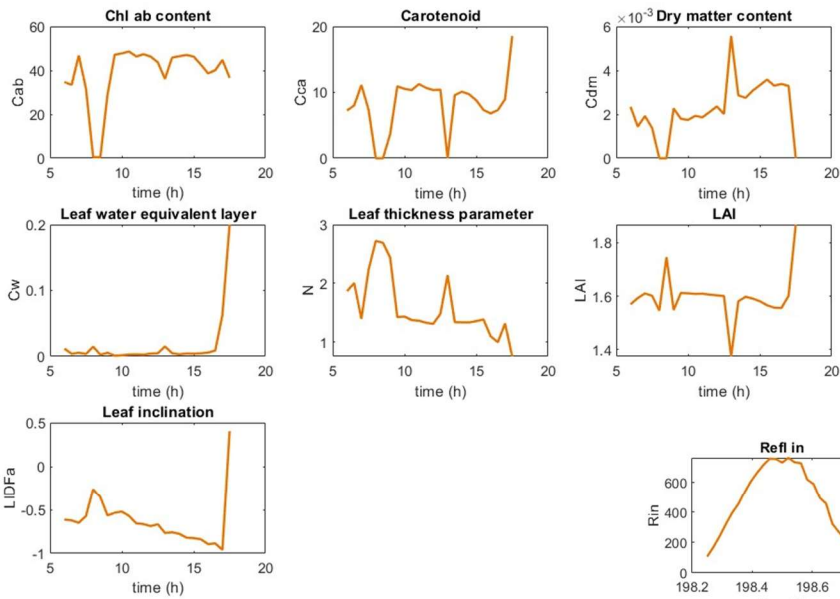 Chl ab content
Carotenoid
×10⁻³ Dry matter content
60
40
20
0
Cab
5 10 15 20
time (h)
20
10
0
Cca
5 10 15 20
time (h)
6
4
2
0
Cdm
5 10 15 20
time (h)
Leaf water equivalent layer
Leaf thickness parameter
LAI
0.2
0.1
0
Cw
5 10 15 20
time (h)
3
2
1
N
5 10 15 20
time (h)
1.8
1.6
1.4
LAI
5 10 15 20
time (h)
Leaf inclination
0.5
0
-0.5
-1
LIDFa
5 10 15 20
time (h)
Refl in
600
400
200
0
Rin
198.2 198.4 198.6